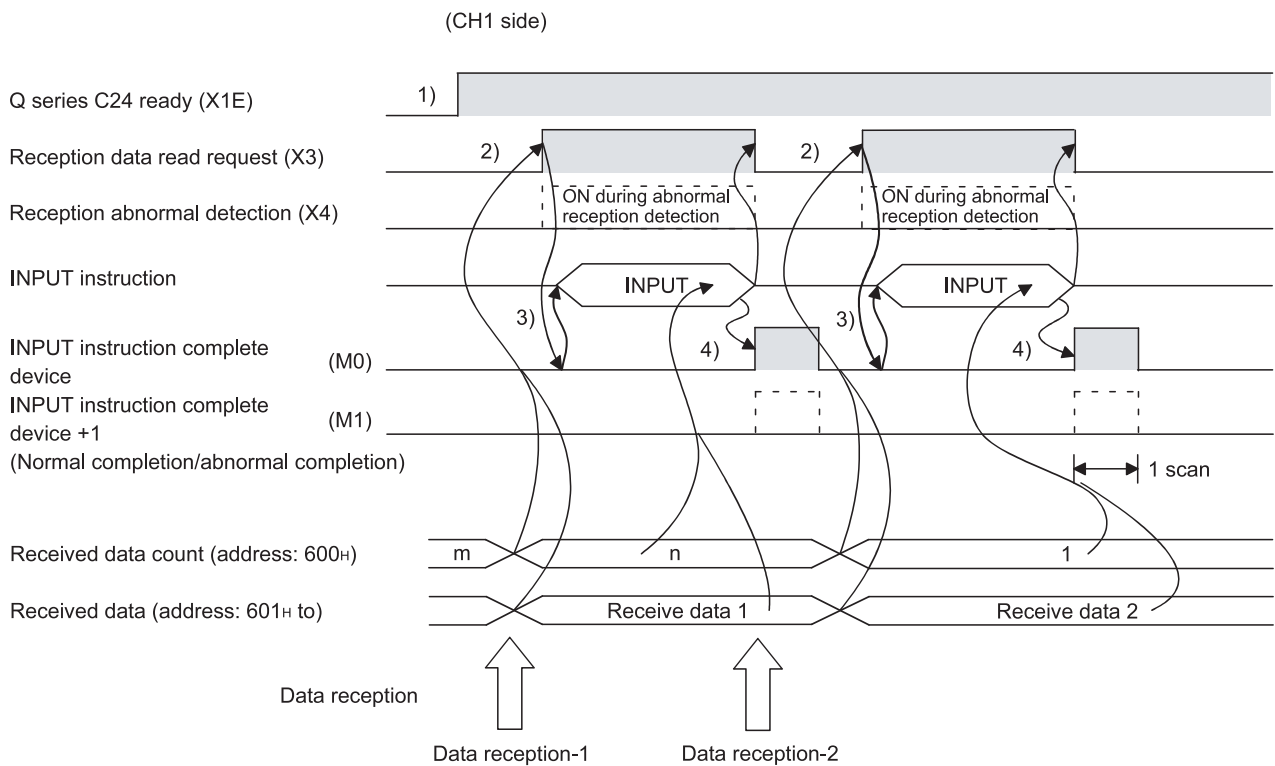 (CH1 side)
Q series C24 ready (X1E)
1)
Reception data read request (X3)
2)
2)
Reception abnormal detection (X4)
ON during abnormal
reception detection
ON during abnormal
reception detection
INPUT instruction
INPUT
INPUT
3)
3)
INPUT instruction complete
device
(M0)
4)
4)
INPUT instruction complete
device +1
(M1)
(Normal completion/abnormal completion)
1 scan
Received data count (address: 600H)
m
n
1
Received data (address: 601H to)
Receive data 1
Receive data 2
Data reception
Data reception-1
Data reception-2